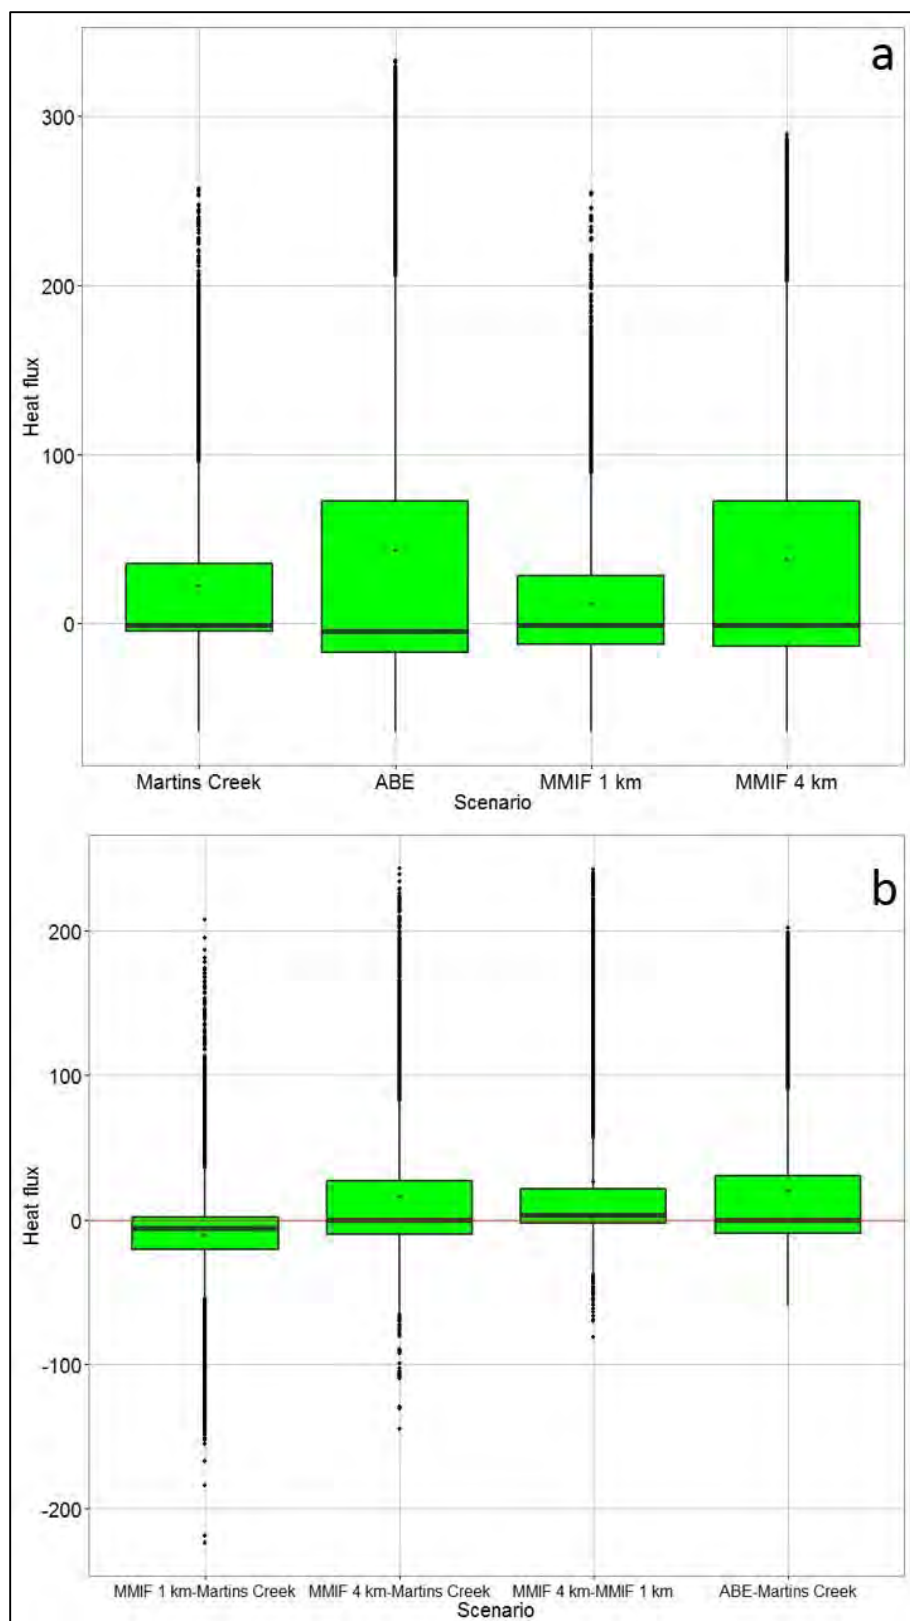 a
300
200
100
0
Heat flux
Martins Creek ABE MMIF 1 km MMIF 4 km
Scenario
b
200
100
0
-100
-200
Heat flux
MMIF 1 km-Martins Creek MMIF 4 km-Martins Creek MMIF 4 km-MMIF 1 km ABE-Martins Creek
Scenario